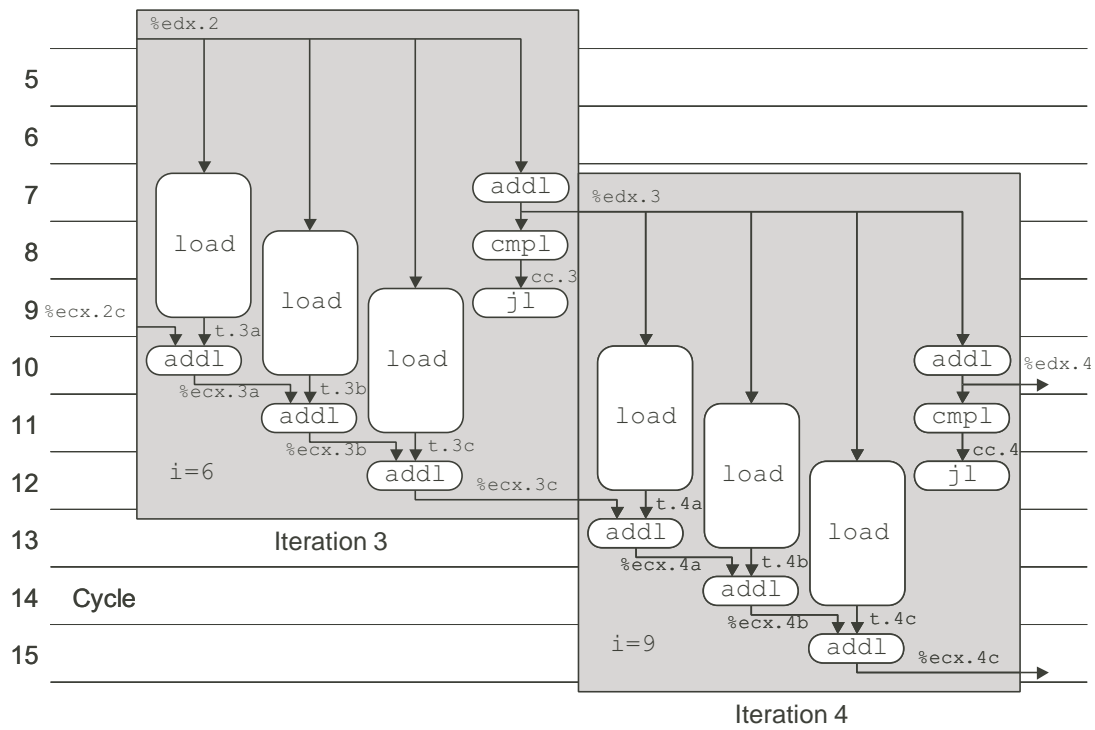 %edx.2
5
6
7 addl %edx.3
8 load cmpl
load cc.3
9 %ecx.2c jl
t.3a load
10 addl addl %edx.4
%ecx.3a t.3b
11 addl load cmpl
%ecx.3b t.3c cc.4
12 i=6 addl %ecx.3c load jl
t.4a
13 Iteration 3 addl load
%ecx.4a t.4b
14 Cycle addl
%ecx.4b t.4c
15 i=9 addl %ecx.4c
Iteration 4